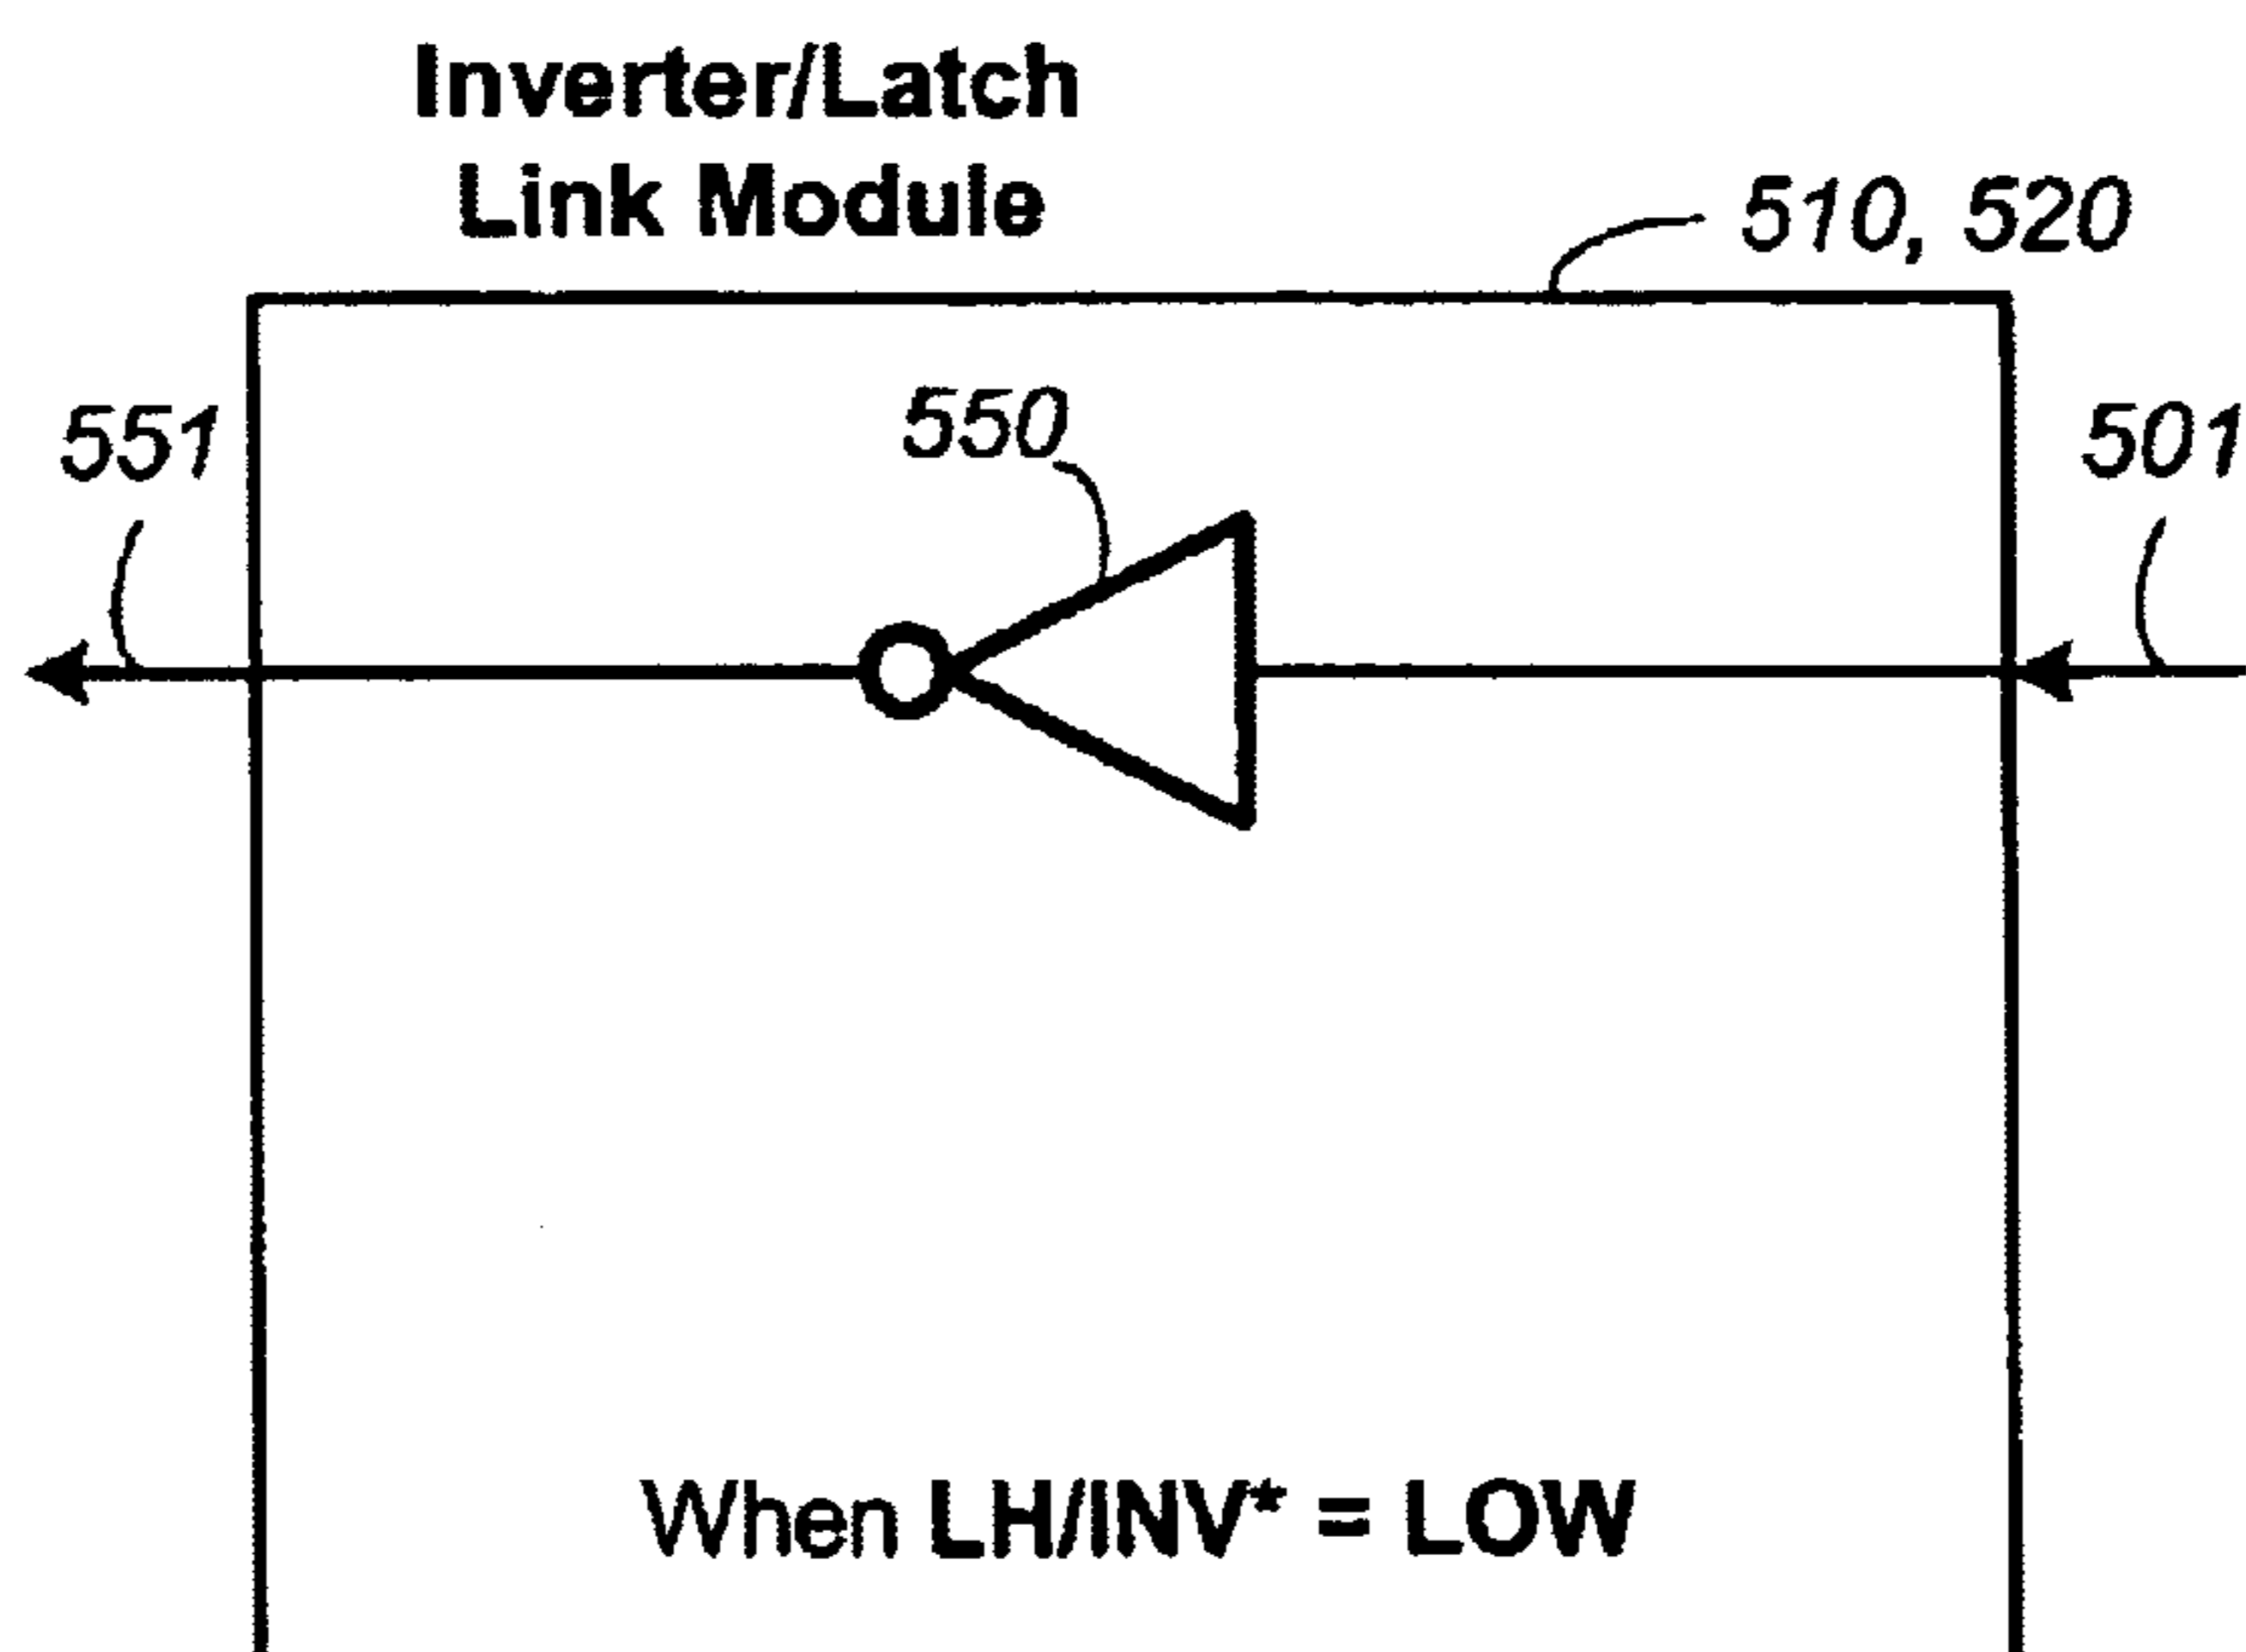 Inverter/Latch
Link Module
510, 520
551
550
501
When LH/INV* = LOW